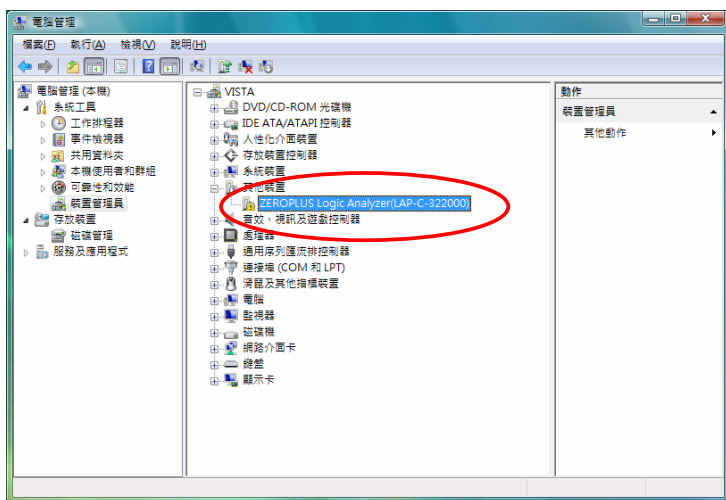 電腦管理
檔案(F) 執行(A) 檢視(V) 說明(H)
電腦管理 (本機)
系統工具
工作排程器
事件檢視器
共用資料夾
本機使用者和群組
可靠性和效能
裝置管理員
存放裝置
磁碟管理
服務及應用程式
VISTA
DVD/CD-ROM 光碟機
IDE ATA/ATAPI 控制器
人性化介面裝置
存放裝置控制器
系統裝置
其他裝置
ZEROPLUS Logic Analyzer(LAP-C-322000)
音效，視訊及遊戲控制器
處理器
通用序列匯流排控制器
連接埠 (COM 和 LPT)
滑鼠及其他指標裝置
電腦
監視器
磁碟機
網路介面卡
鍵盤
顯示卡
動作
裝置管理員
其他動作